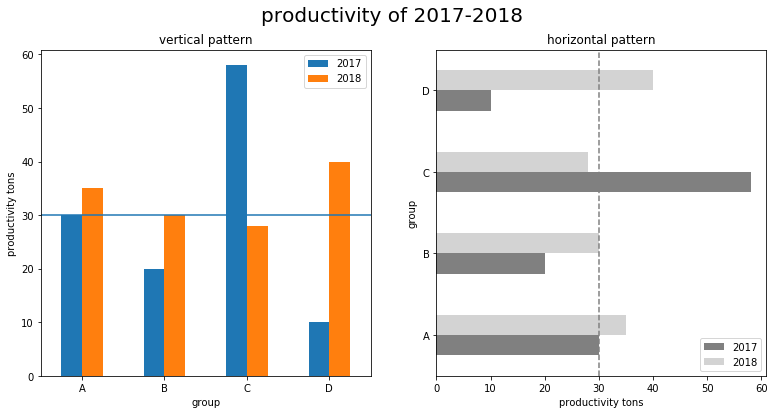 productivity of 2017-2018
vertical pattern
2017
2018
60
50
40
30
20
10
0
productivity tons
A B C D
group
horizontal pattern
D
C
B
A
group
2017
2018
0 10 20 30 40 50 60
productivity tons